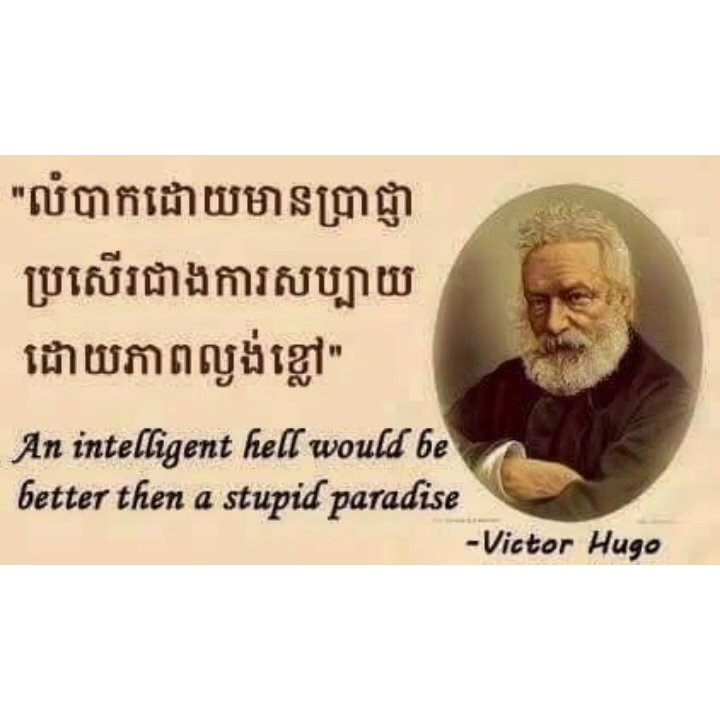 "លំបាកដោយមានប្រាជ្ញា
ប្រសើរជាងការសប្បាយ
ដោយភាពល្ងង់ខ្លៅ"
An intelligent hell would be
better then a stupid paradise
-Victor Hugo